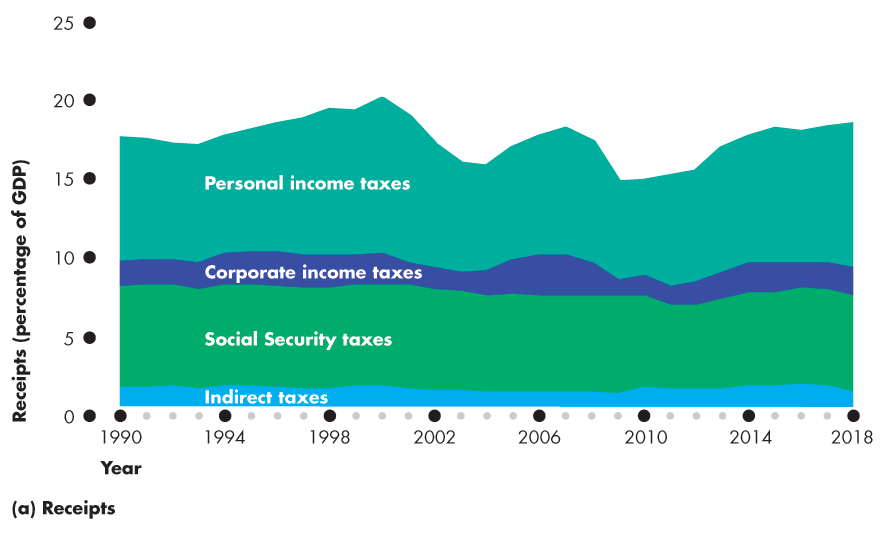 25
20
15
10
5
0
Receipts (percentage of GDP)
Personal income taxes
Corporate income taxes
Social Security taxes
Indirect taxes
1990 1994 1998 2002 2006 2010 2014 2018
Year
(a) Receipts